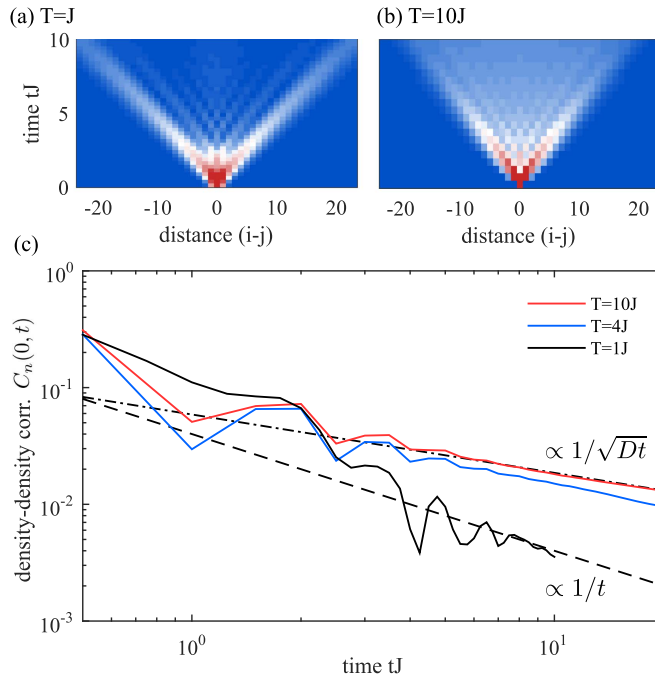 (a) T=J
(b) T=10J
10
5
0
time tJ
-20 -10 0 10 20
distance (i-j)
-20 -10 0 10 20
distance (i-j)
(c)
10^0
10^-1
10^-2
10^-3
density-density corr. C_n(0, t)
T=10J
T=4J
T=1J
∝ 1/√Dt
∝ 1/t
10^0 10^1
time tJ